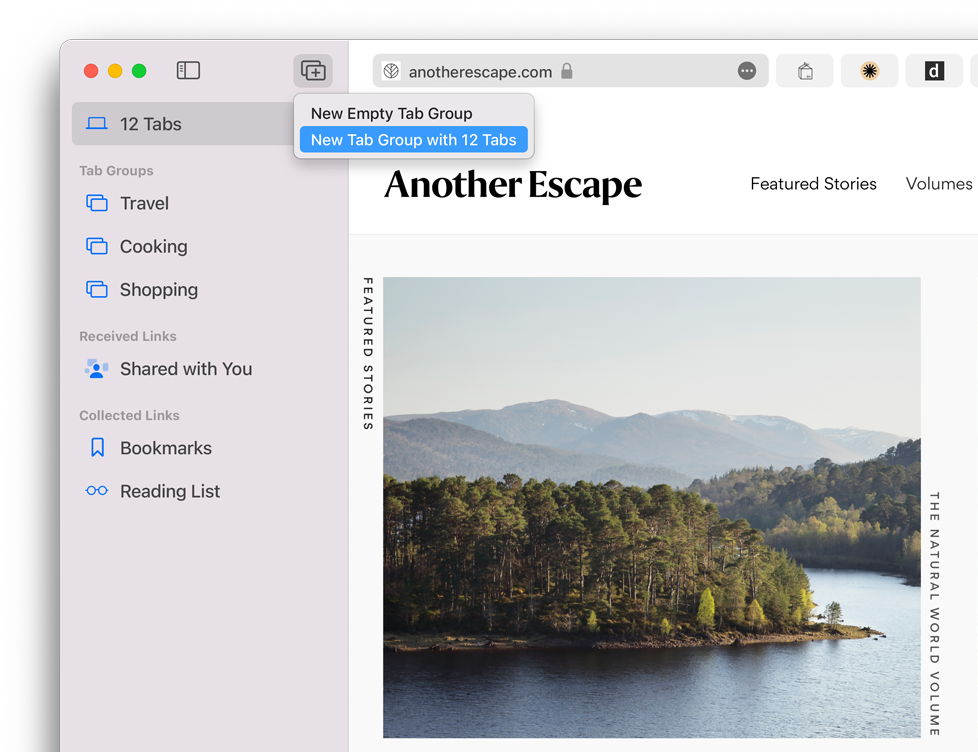 anotherescape.com
d
12 Tabs
New Empty Tab Group
New Tab Group with 12 Tabs
Tab Groups
Travel
Cooking
Shopping
Received Links
Shared with You
Collected Links
Bookmarks
Reading List
Another Escape
Featured Stories
Volumes
FEATURED STORIES
THE NATURAL WORLD VOLUME